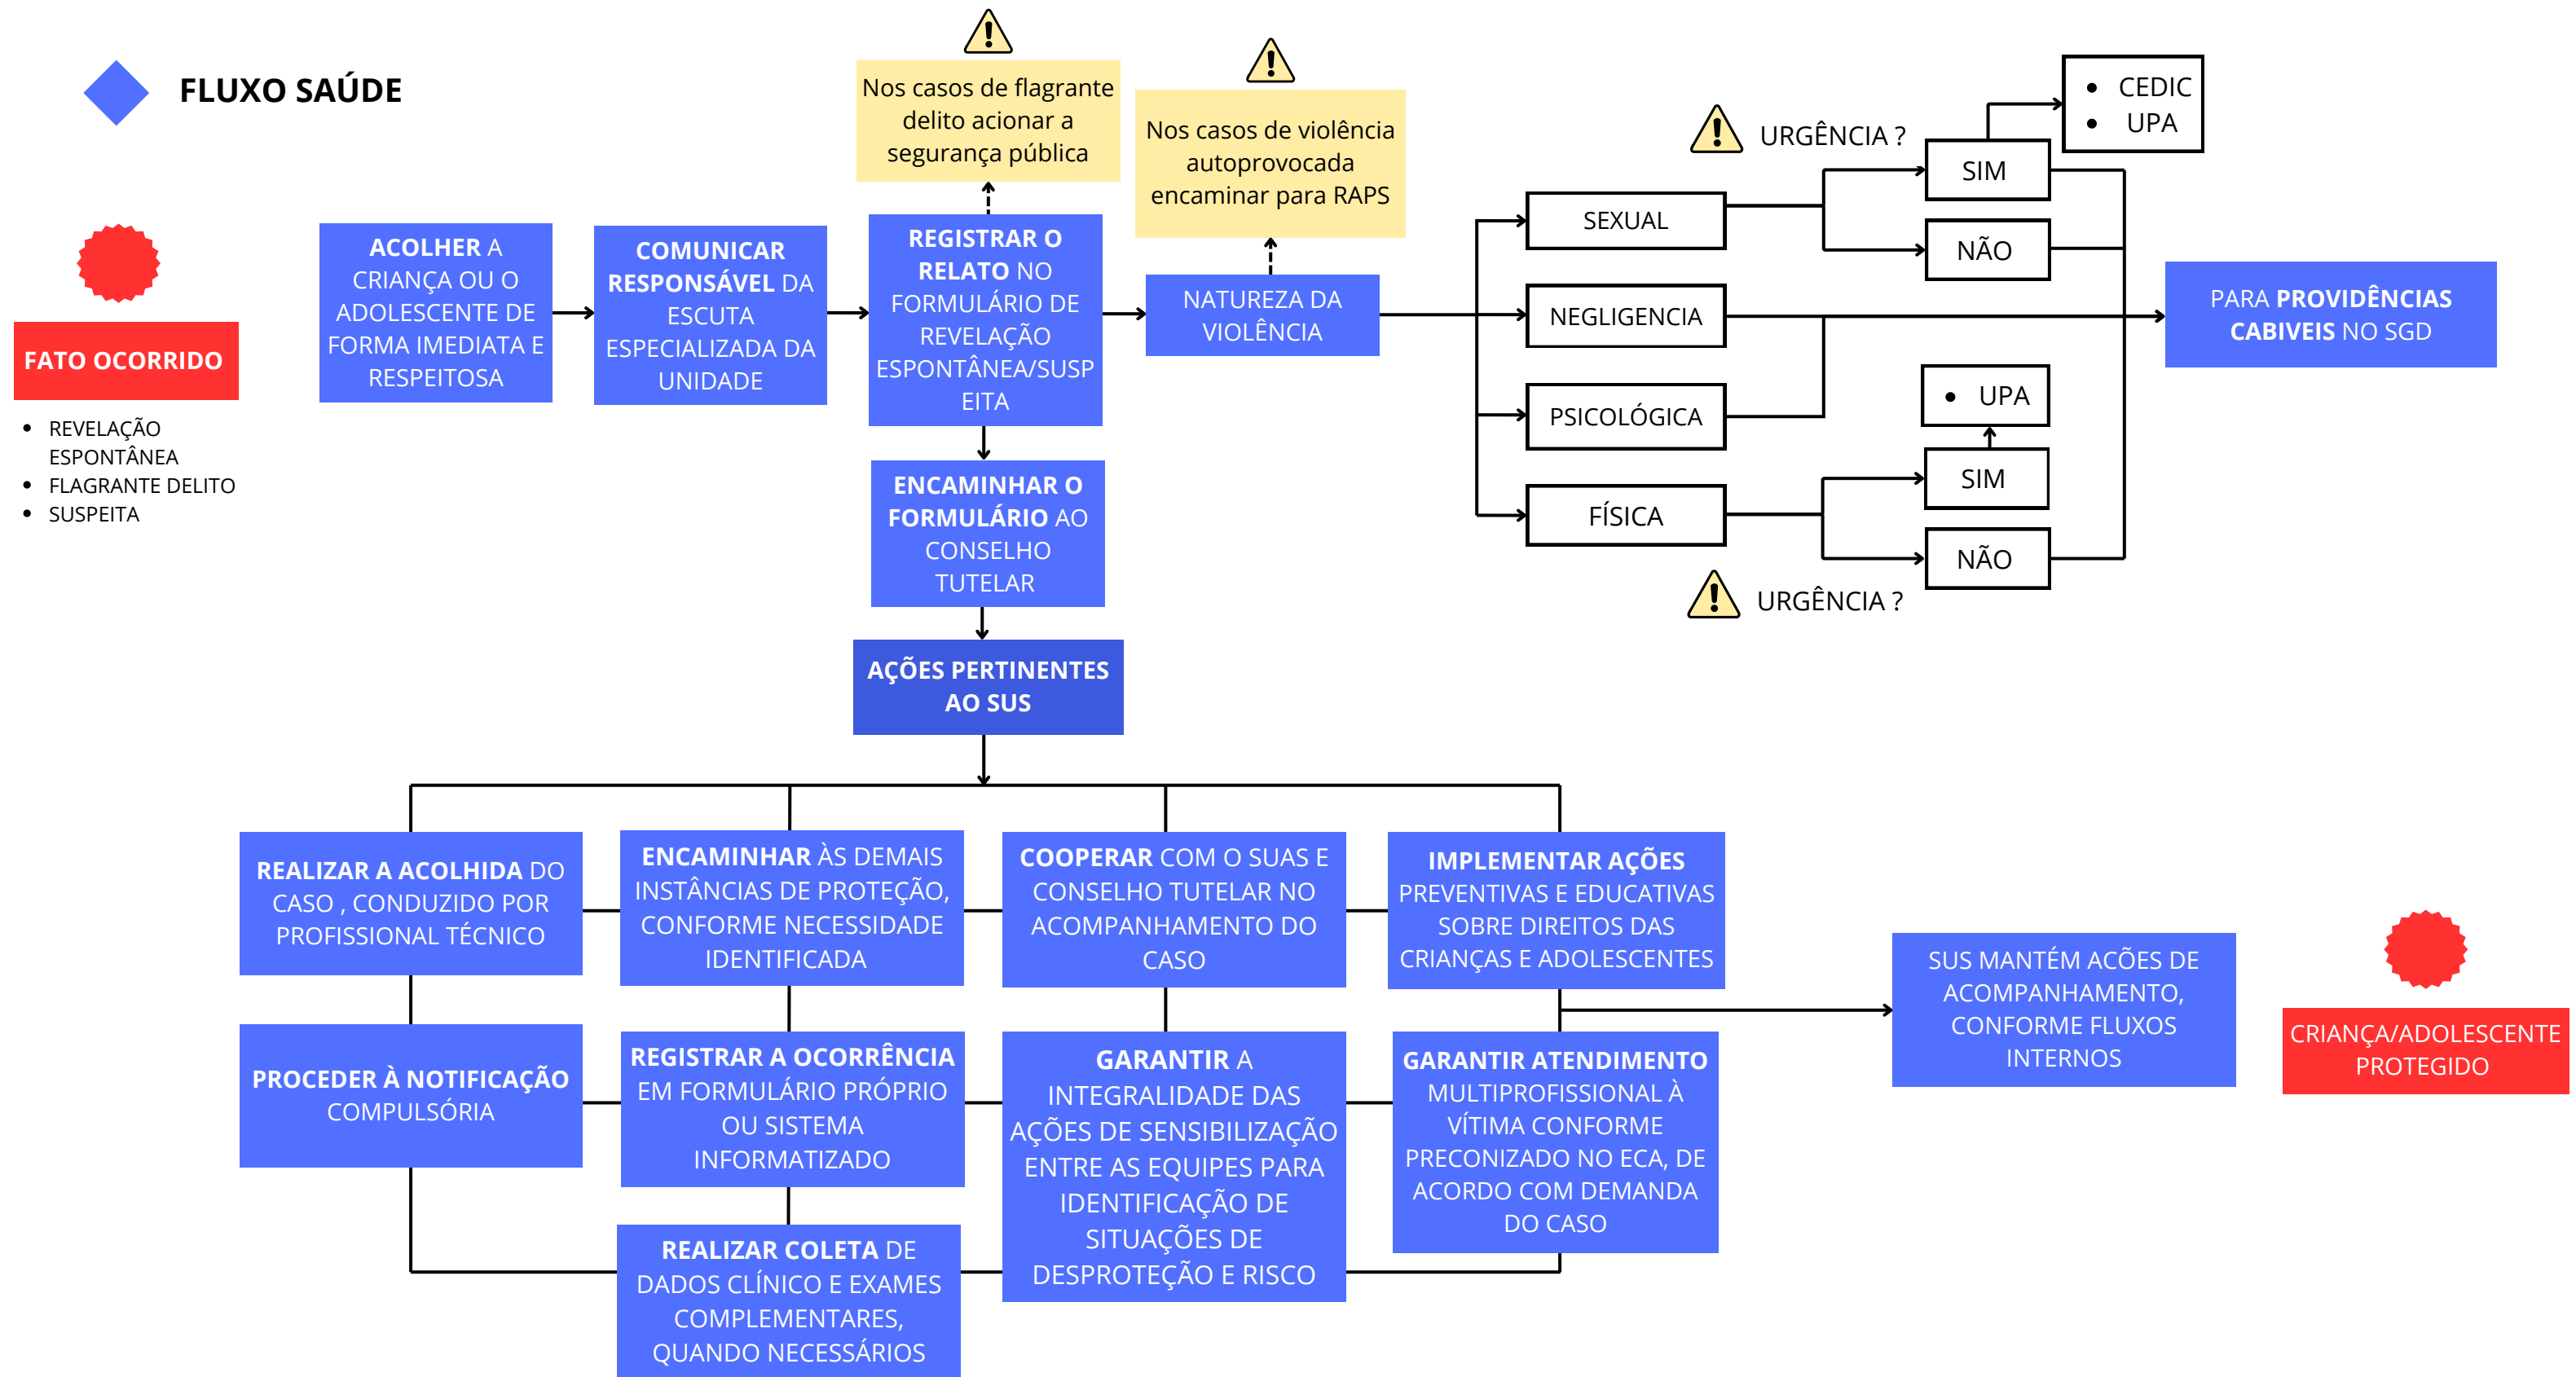 FLUXO SAÚDE
FATO OCORRIDO
• REVELAÇÃO
ESPONTÂNEA
• FLAGRANTE DELITO
• SUSPEITA
ACOLHER A
CRIANÇA OU O
ADOLESCENTE DE
FORMA IMEDIATA E
RESPEITOSA
COMUNICAR
RESPONSÁVEL DA
ESCUTA
ESPECIALIZADA DA
UNIDADE
Nos casos de flagrante
delito acionar a
segurança pública
REGISTRAR O
RELATO NO
FORMULÁRIO DE
REVELAÇÃO
ESPONTÂNEA/SUSP
EITA
Nos casos de violência
autoprovocada
encaminar para RAPS
NATUREZA DA
VIOLÊNCIA
SEXUAL
NEGLIGENCIA
PSICOLÓGICA
FÍSICA
URGÊNCIA ?
SIM
NÃO
• CEDIC
• UPA
• UPA
SIM
NÃO
URGÊNCIA ?
PARA PROVIDÊNCIAS
CABIVEIS NO SGD
ENCAMINHAR O
FORMULÁRIO AO
CONSELHO
TUTELAR
AÇÕES PERTINENTES
AO SUS
REALIZAR A ACOLHIDA DO
CASO , CONDUZIDO POR
PROFISSIONAL TÉCNICO
ENCAMINHAR ÀS DEMAIS
INSTÂNCIAS DE PROTEÇÃO,
CONFORME NECESSIDADE
IDENTIFICADA
COOPERAR COM O SUAS E
CONSELHO TUTELAR NO
ACOMPANHAMENTO DO
CASO
IMPLEMENTAR AÇÕES
PREVENTIVAS E EDUCATIVAS
SOBRE DIREITOS DAS
CRIANÇAS E ADOLESCENTES
PROCEDER À NOTIFICAÇÃO
COMPULSÓRIA
REGISTRAR A OCORRÊNCIA
EM FORMULÁRIO PRÓPRIO
OU SISTEMA
INFORMATIZADO
GARANTIR A
INTEGRALIDADE DAS
AÇÕES DE SENSIBILIZAÇÃO
ENTRE AS EQUIPES PARA
IDENTIFICAÇÃO DE
SITUAÇÕES DE
DESPROTEÇÃO E RISCO
GARANTIR ATENDIMENTO
MULTIPROFISSIONAL À
VÍTIMA CONFORME
PRECONIZADO NO ECA, DE
ACORDO COM DEMANDA
DO CASO
REALIZAR COLETA DE
DADOS CLÍNICO E EXAMES
COMPLEMENTARES,
QUANDO NECESSÁRIOS
SUS MANTÉM ACÕES DE
ACOMPANHAMENTO,
CONFORME FLUXOS
INTERNOS
CRIANÇA/ADOLESCENTE
PROTEGIDO